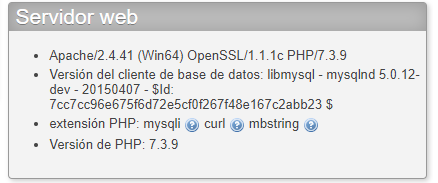 Servidor web
Apache/2.4.41 (Win64) OpenSSL/1.1.1c PHP/7.3.9
Versión del cliente de base de datos: libmysql - mysqlnd 5.0.12-
dev - 20150407 - $Id:
7cc7cc96e675f6d72e5cf0f267f48e167c2abb23 $
extensión PHP: mysqli curl mbstring
Versión de PHP: 7.3.9